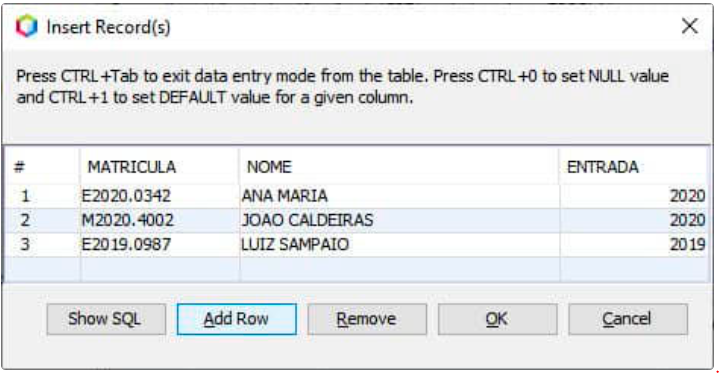 Insert Record(s)
Press CTRL+Tab to exit data entry mode from the table. Press CTRL+0 to set NULL value
and CTRL+1 to set DEFAULT value for a given column.
# MATRICULA NOME ENTRADA
1 E2020.0342 ANA MARIA 2020
2 M2020.4002 JOAO CALDEIRAS 2020
3 E2019.0987 LUIZ SAMPAIO 2019
Show SQL Add Row Remove OK Cancel